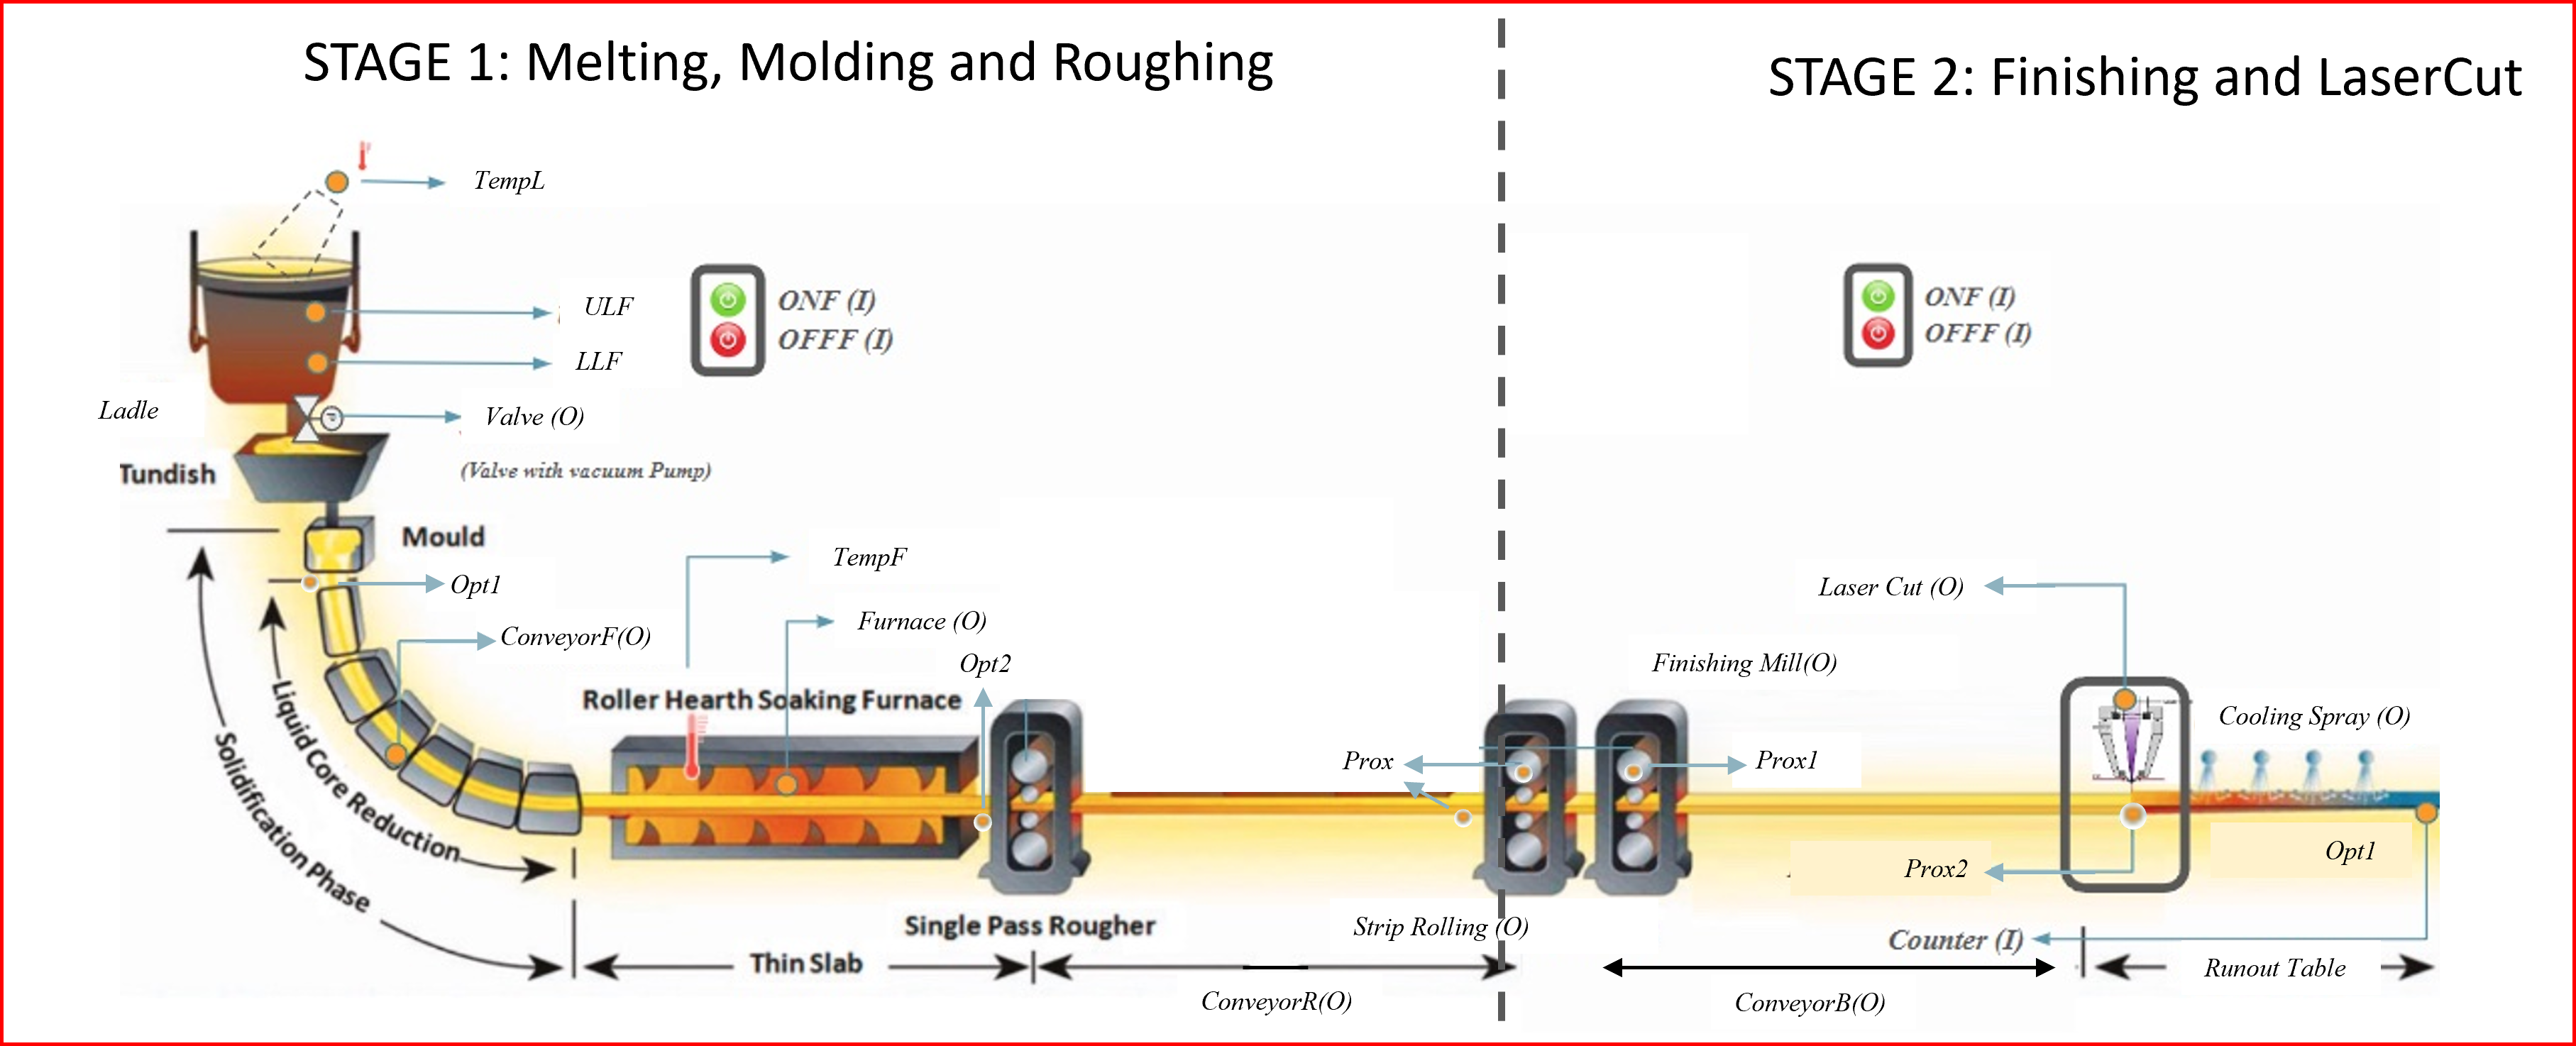 STAGE 1: Melting, Molding and Roughing
STAGE 2: Finishing and LaserCut
TempL
ULF
ONF (I)
OFFF (I)
ONF (I)
OFFF (I)
LLF
Ladle
Valve (O)
Tundish
(Valve with vacuum Pump)
Mould
Opt1
TempF
Laser Cut (O)
ConveyorF(O)
Furnace (O)
Opt2
Finishing Mill(O)
Roller Hearth Soaking Furnace
Cooling Spray (O)
Liquid Core Reduction
Solidification Phase
Prox
Prox1
Opt1
Prox2
Single Pass Rougher
Strip Rolling (O)
Counter (I)
Thin Slab
Runout Table
ConveyorR(O)
ConveyorB(O)